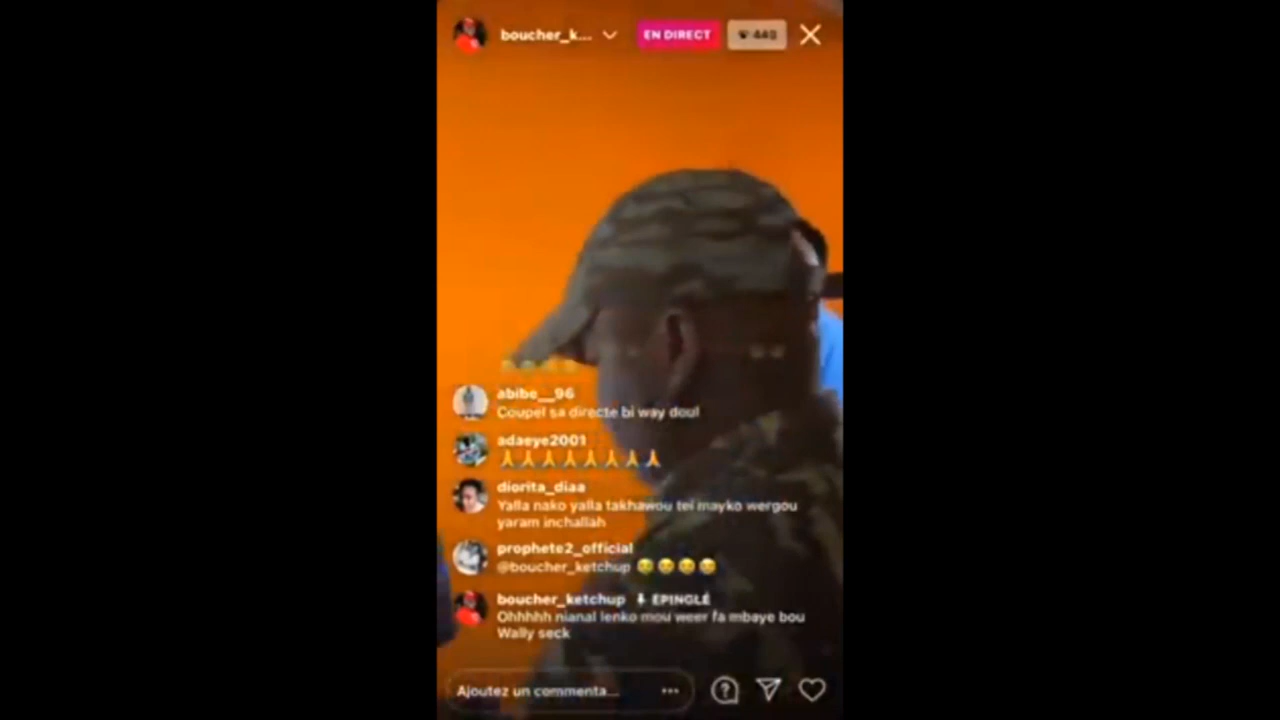 boucher_k...
EN DIRECT
449
abibe__96
Coupel sa directe bi way doul
adaeye2001
🙏🙏🙏🙏🙏🙏🙏🙏
diorita_diaa
Yalla nako yalla takhawou tei mayko wergou
yaram inchallah
prophete2_official
@boucher_ketchup 😂😂😂😂
boucher_ketchup ÉPINGLÉ
Ohhhhh nianal lenko mou weer fa mbaye bou
Wally seck
Ajoutez un commenta...